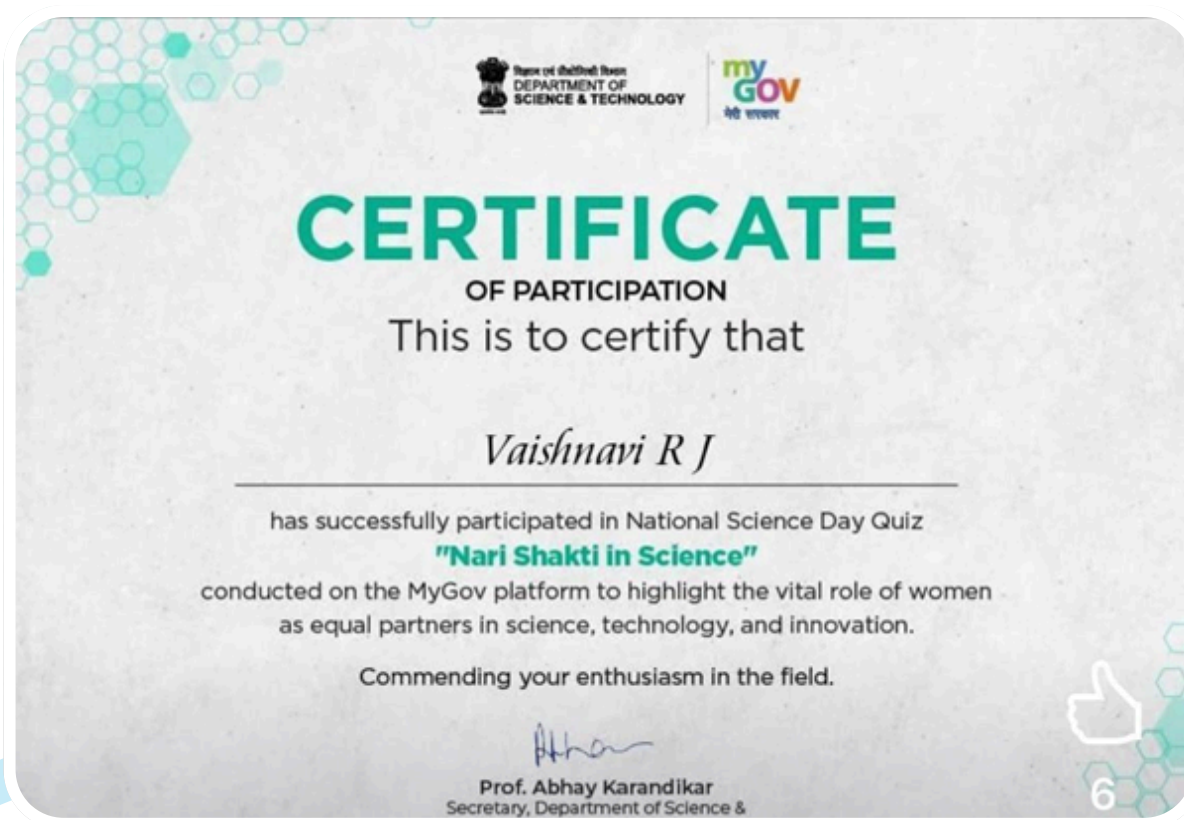 विज्ञान एवं प्रौद्योगिकी विभाग
DEPARTMENT OF
SCIENCE & TECHNOLOGY
my
GOV
मेरी सरकार
CERTIFICATE
OF PARTICIPATION
This is to certify that
Vaishnavi R J
has successfully participated in National Science Day Quiz
"Nari Shakti in Science"
conducted on the MyGov platform to highlight the vital role of women
as equal partners in science, technology, and innovation.
Commending your enthusiasm in the field.
Prof. Abhay Karandikar
Secretary, Department of Science &
6